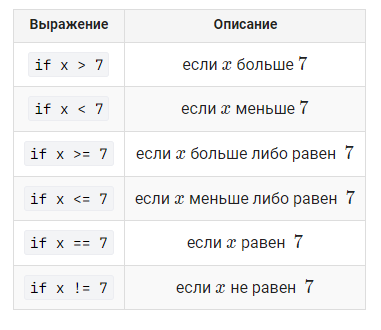 Выражение Описание
if x > 7 если x больше 7
if x < 7 если x меньше 7
if x >= 7 если x больше либо равен 7
if x <= 7 если x меньше либо равен 7
if x == 7 если x равен 7
if x != 7 если x не равен 7